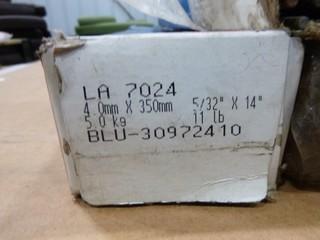 LA 7024
4.0mm X 350mm 5/32" X 14"
5.0 kg 11 lb
BLU-30972410